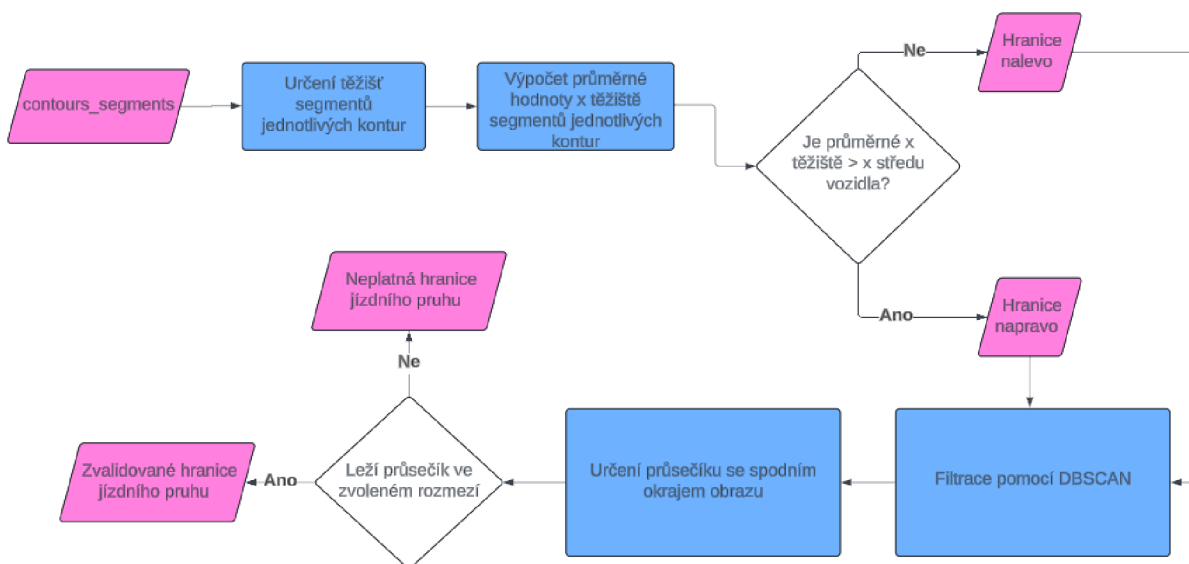 contours_segments
Určení těžišť
segmentů
jednotlivých kontur
Výpočet průměrné
hodnoty x těžiště
segmentů jednotlivých
kontur
Je průměrné x
těžiště > x středu
vozidla?
Ne
Hranice
nalevo
Ano
Hranice
napravo
Filtrace pomocí DBSCAN
Určení průsečíku se spodním
okrajem obrazu
Leží průsečík ve
zvoleném rozmezí
Ne
Neplatná hranice
jízdního pruhu
Ano
Zvalidované hranice
jízdního pruhu